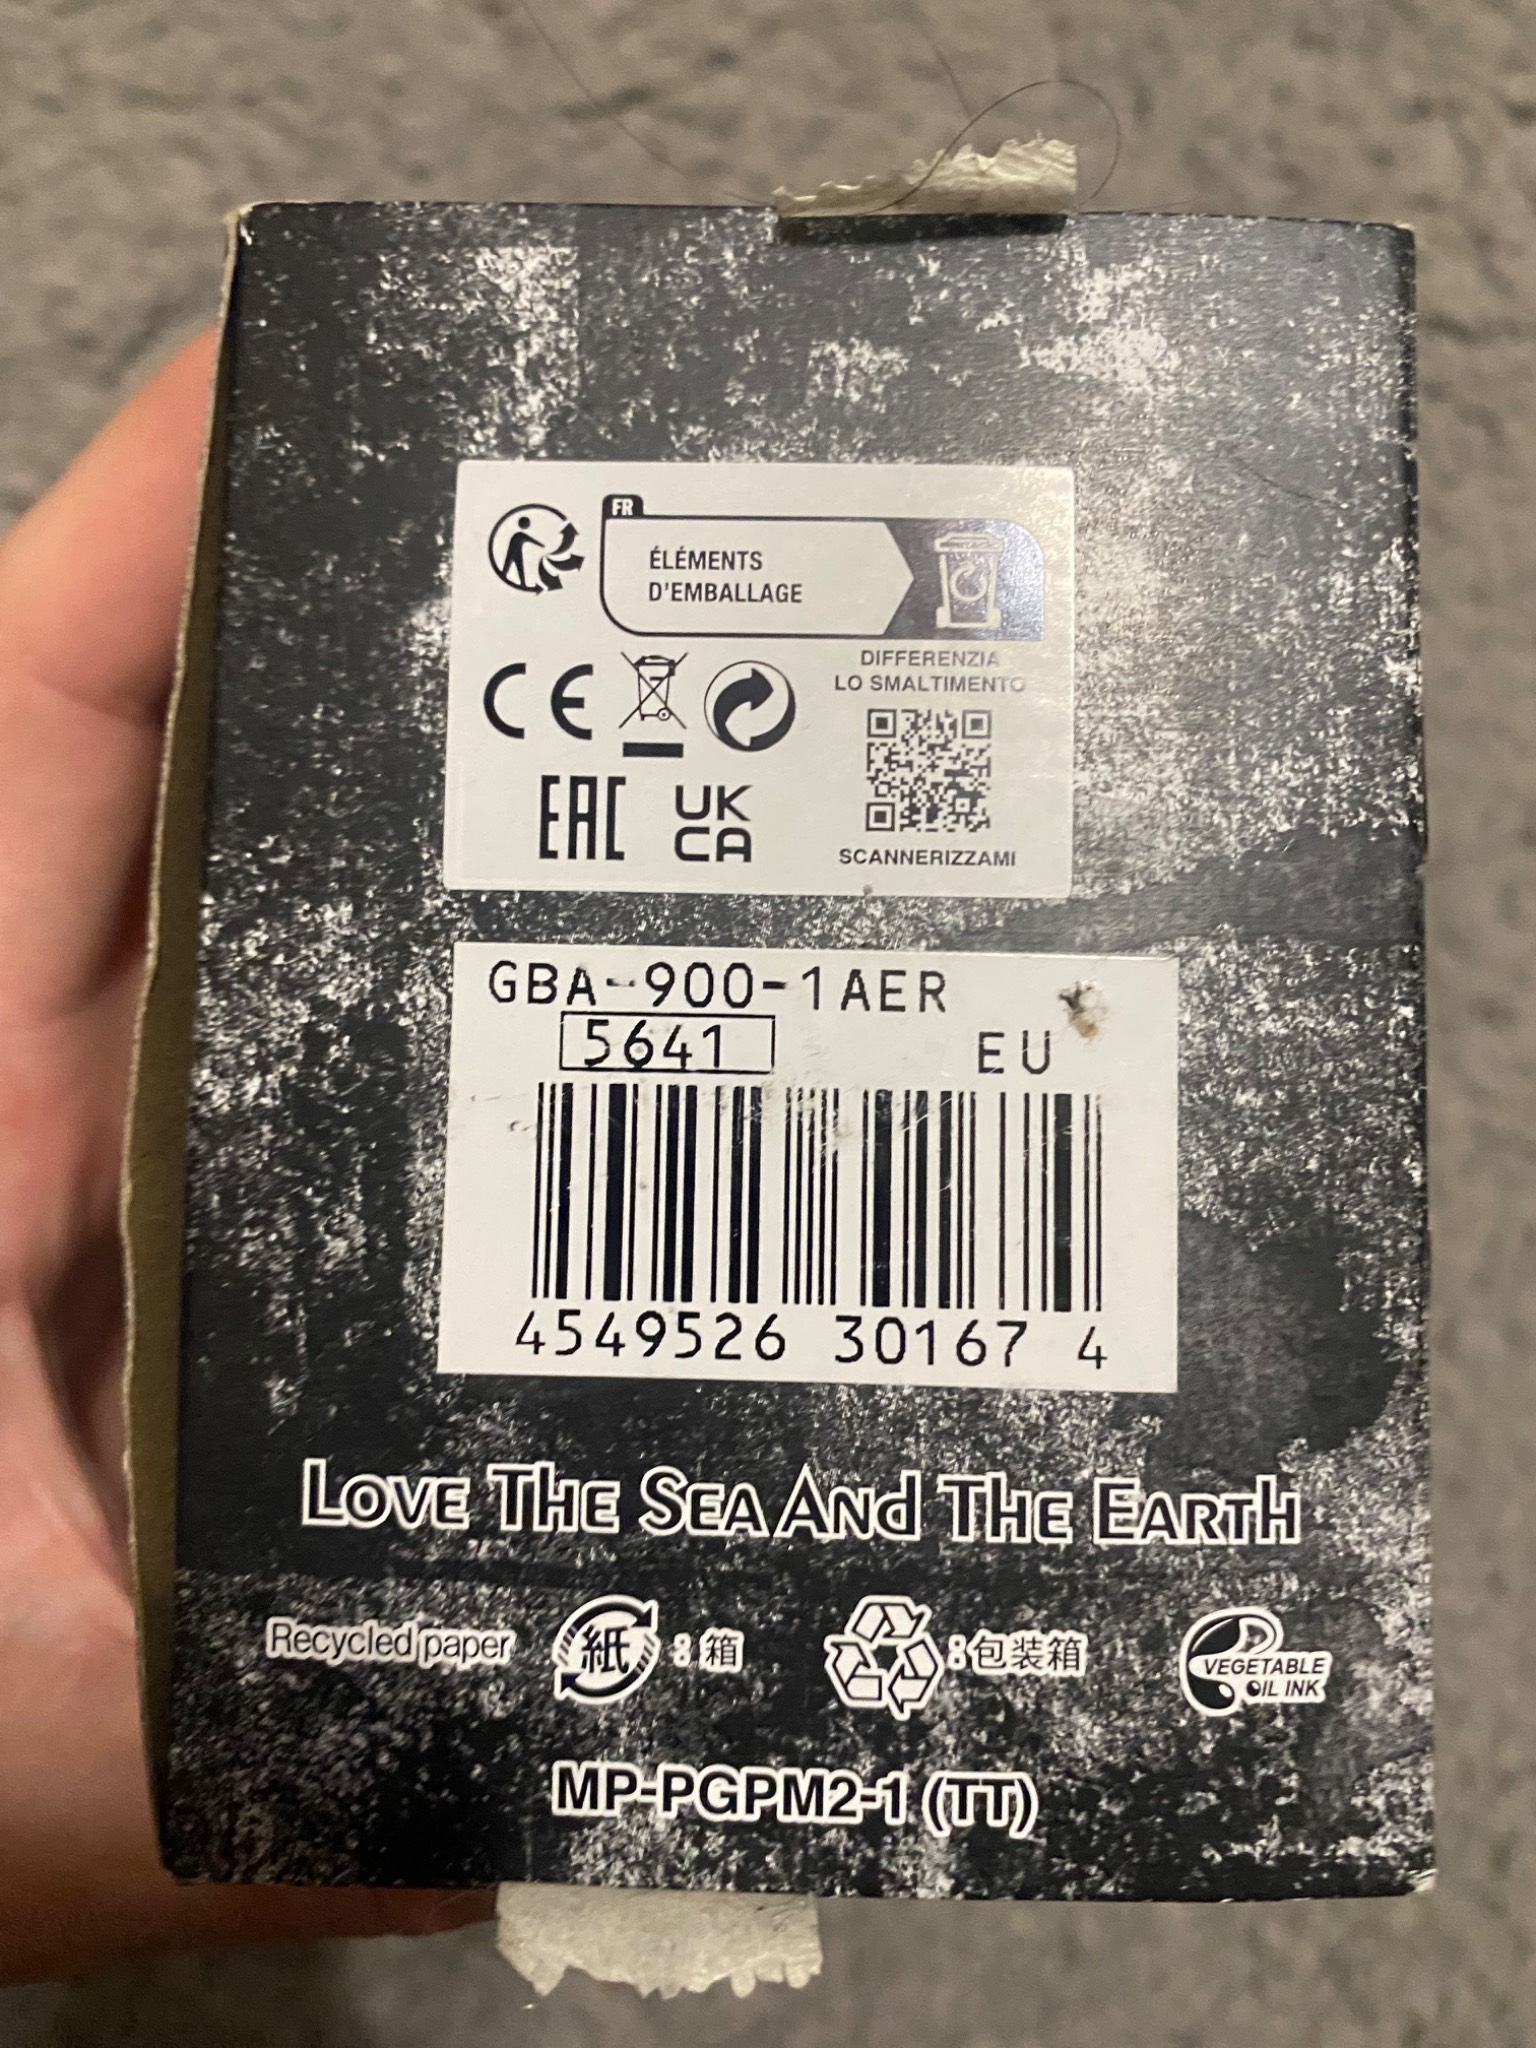 FR
ÉLÉMENTS
D'EMBALLAGE
CE
DIFFERENZIA
LO SMALTIMENTO
EAC
UK
CA
SCANNERIZZAMI
GBA-900-1AER
5641
EU
4549526 30167 4
LOVE THE SEA AND THE EARTH
Recycled paper 紙 : 箱 : 包装箱 VEGETABLE
OIL INK
MP-PGPM2-1 (TT)